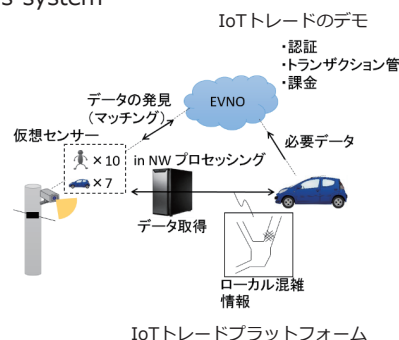 s system
IoTトレードのデモ
・認証
・トランザクション管
・課金
データの発見
（マッチング）
EVNO
仮想センサー
必要データ
×10
in NW プロセッシング
×7
データ取得
ローカル混雑
情報
IoTトレードプラットフォーム